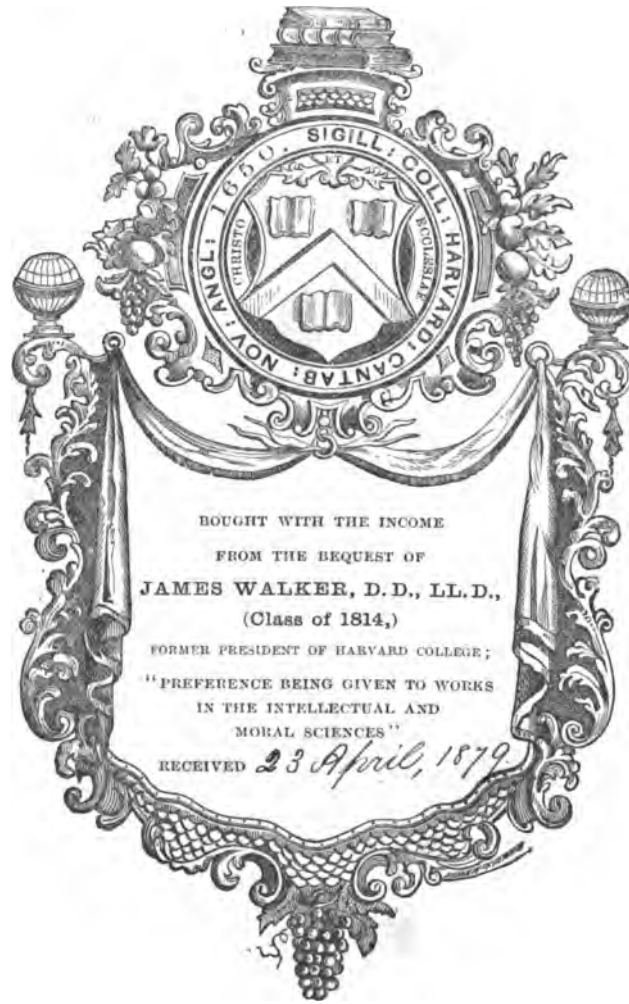 SIGILL: COLL: HARVARD: CANTAB: NOV: ANGL: 1650.
ET
CHRISTO
ECCLESIAE
BOUGHT WITH THE INCOME
FROM THE BEQUEST OF
JAMES WALKER, D.D., LL.D.,
(Class of 1814,)
FORMER PRESIDENT OF HARVARD COLLEGE;
"PREFERENCE BEING GIVEN TO WORKS
IN THE INTELLECTUAL AND
MORAL SCIENCES"
RECEIVED 23 April, 1879